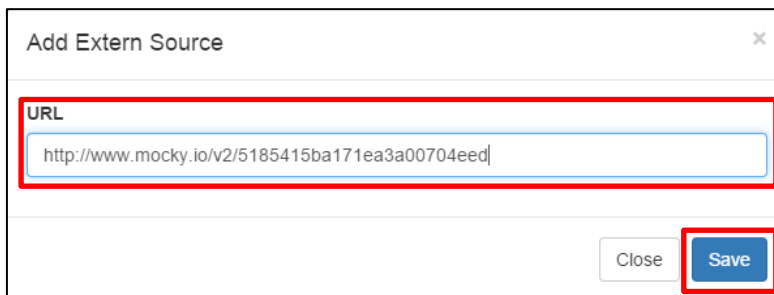 Add Extern Source ×
URL
http://www.mocky.io/v2/5185415ba171ea3a00704eed
Close Save